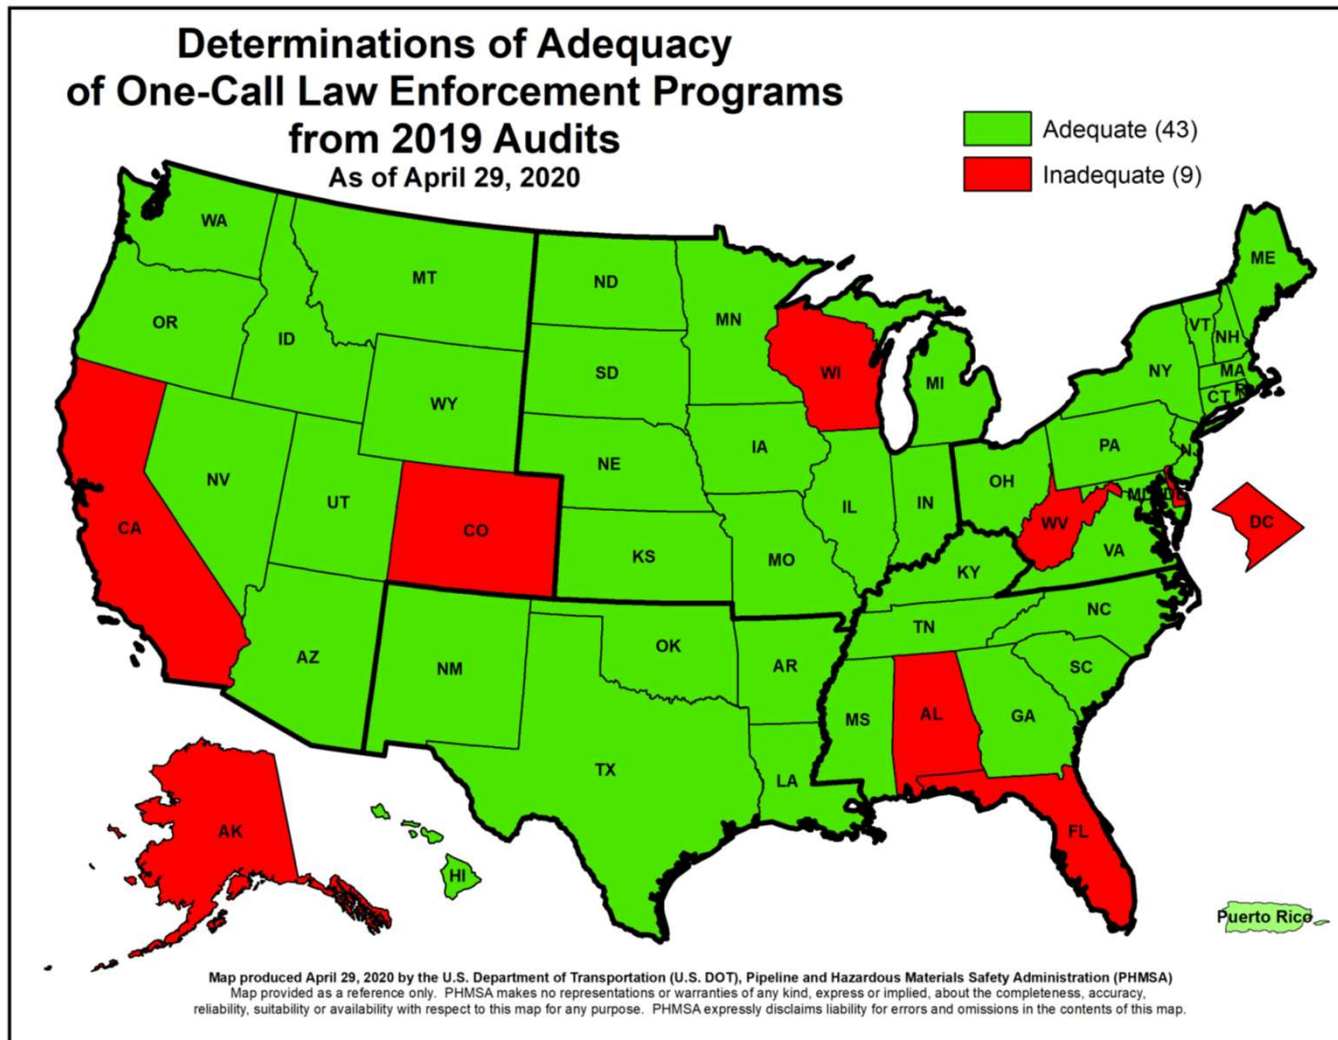 Determinations of Adequacy
of One-Call Law Enforcement Programs
from 2019 Audits
As of April 29, 2020
Adequate (43)
Inadequate (9)
WA
MT
ND
MN
ME
OR
ID
SD
WI
MI
VT
NH
NY
MA
CT
RI
WY
NE
IA
PA
NJ
NV
UT
CO
KS
MO
IL
IN
OH
WV
MD
DE
DC
CA
VA
KY
AZ
NM
OK
AR
TN
NC
SC
TX
LA
MS
AL
GA
AK
HI
FL
Puerto Rico
Map produced April 29, 2020 by the U.S. Department of Transportation (U.S. DOT), Pipeline and Hazardous Materials Safety Administration (PHMSA)
Map provided as a reference only. PHMSA makes no representations or warranties of any kind, express or implied, about the completeness, accuracy,
reliability, suitability or availability with respect to this map for any purpose. PHMSA expressly disclaims liability for errors and omissions in the contents of this map.